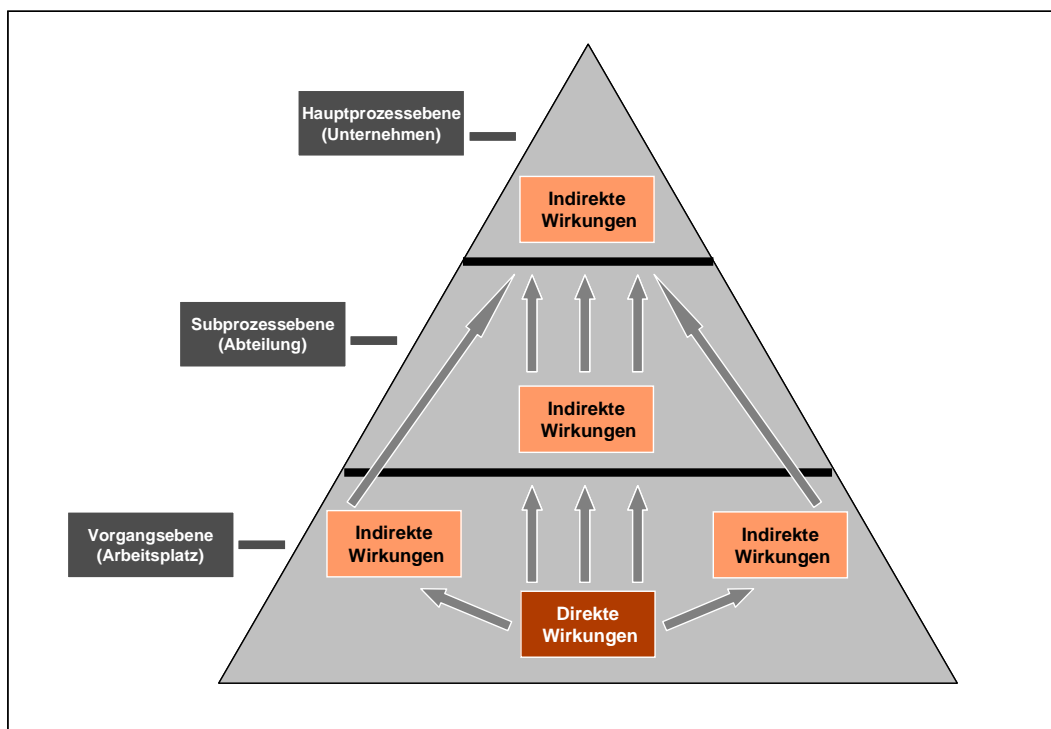 Hauptprozessebene
(Unternehmen)
Indirekte
Wirkungen
Subprozessebene
(Abteilung)
Indirekte
Wirkungen
Vorgangsebene
(Arbeitsplatz)
Indirekte
Wirkungen
Indirekte
Wirkungen
Direkte
Wirkungen